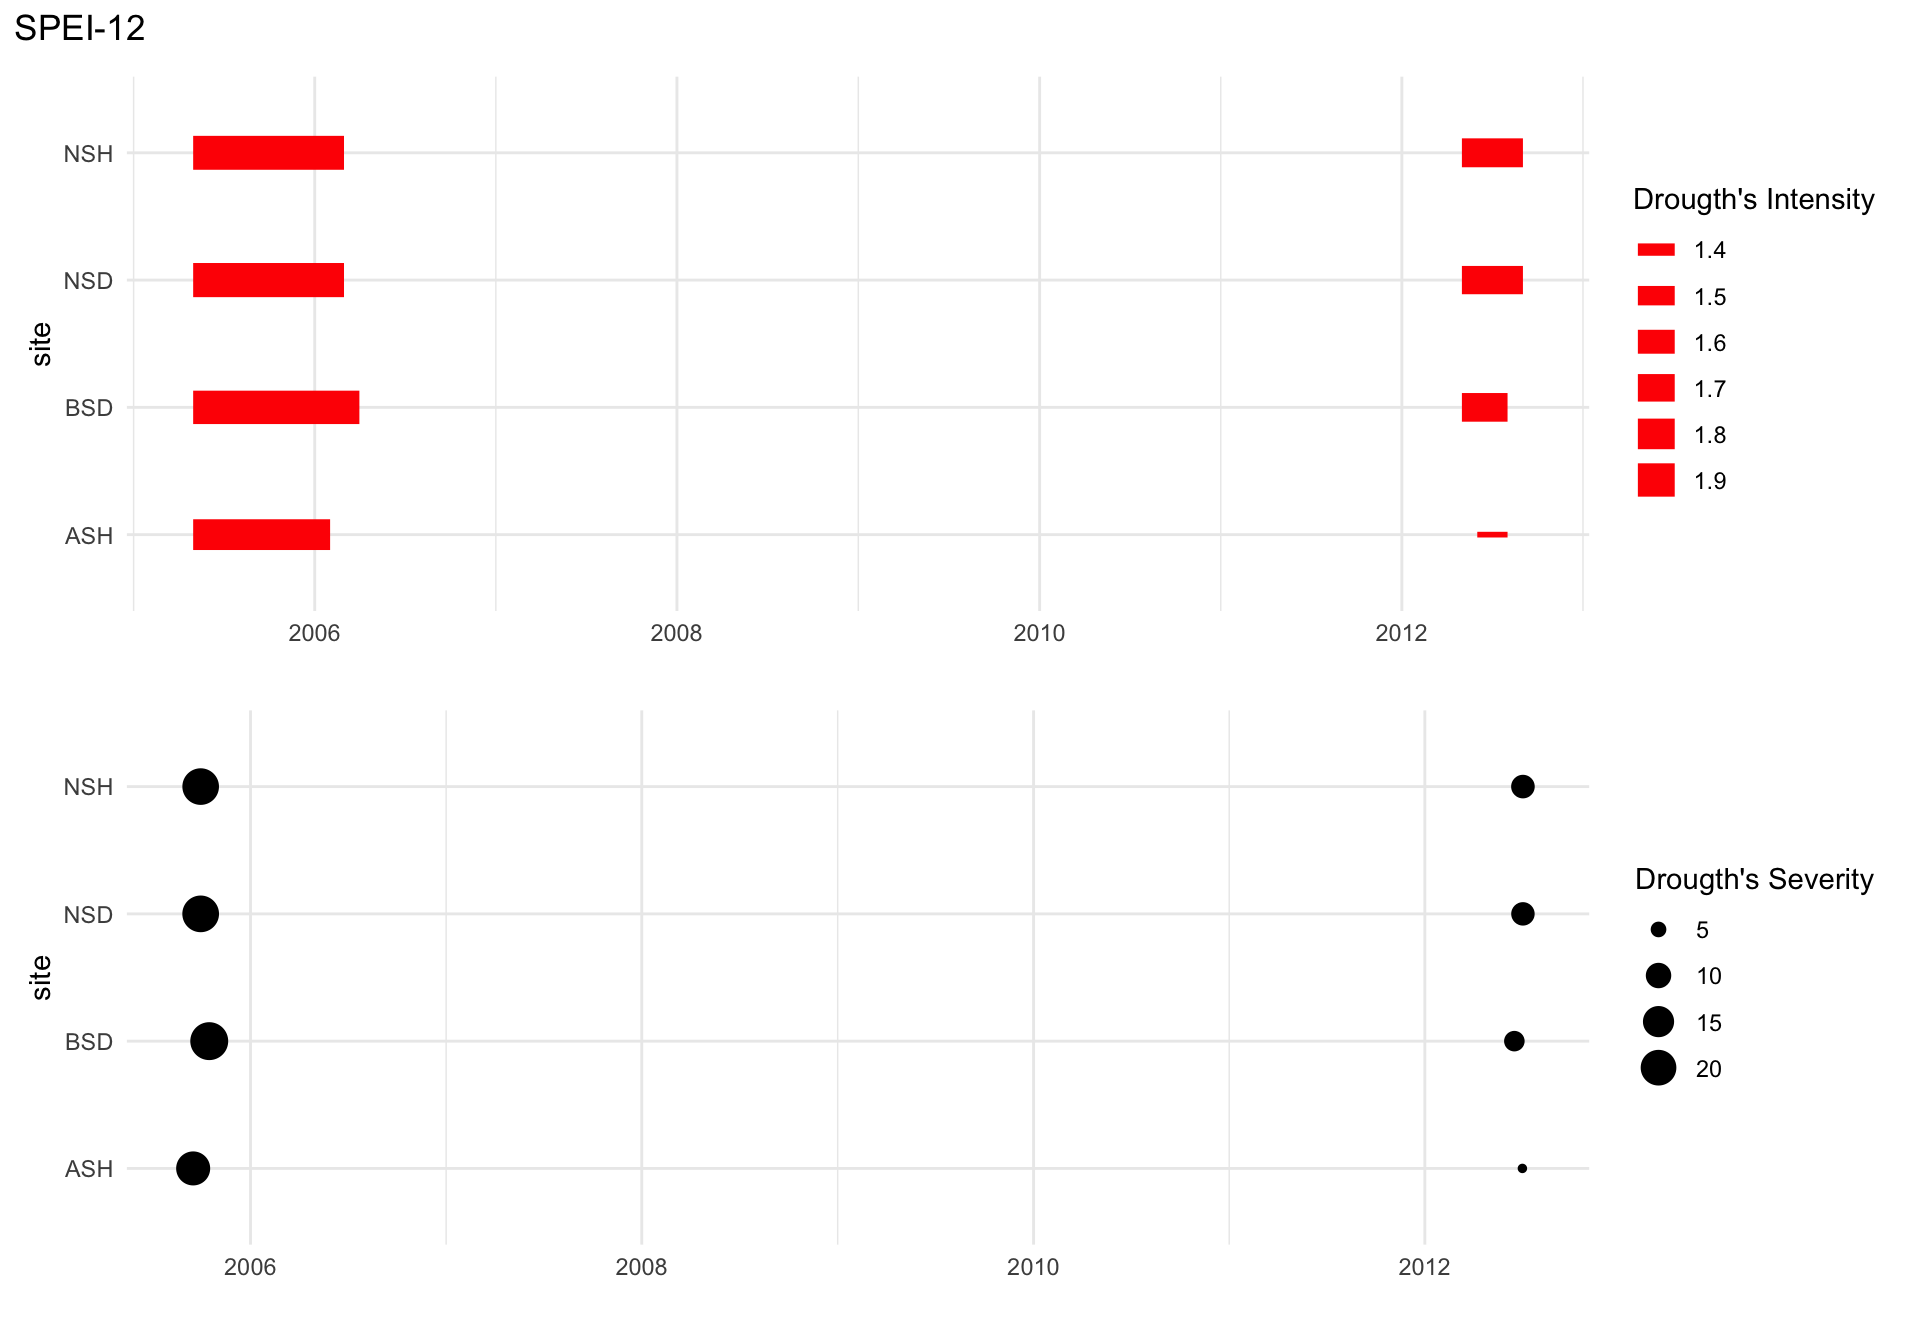 SPEI-12
NSH
NSD
BSD
ASH
site
2006 2008 2010 2012
Drougth's Intensity
1.4
1.5
1.6
1.7
1.8
1.9
NSH
NSD
BSD
ASH
site
2006 2008 2010 2012
Drougth's Severity
5
10
15
20